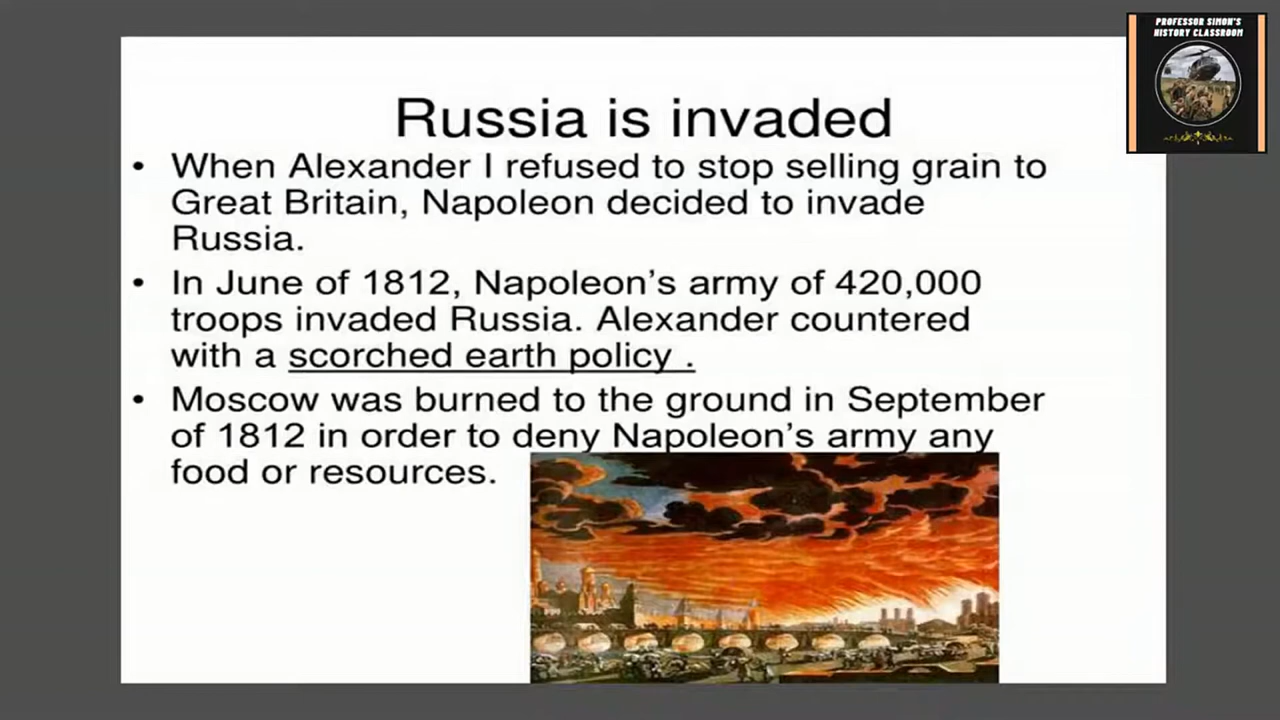 PROFESSOR SIMON'S
HISTORY CLASSROOM
Russia is invaded
• When Alexander I refused to stop selling grain to
Great Britain, Napoleon decided to invade
Russia.
• In June of 1812, Napoleon's army of 420,000
troops invaded Russia. Alexander countered
with a scorched earth policy .
• Moscow was burned to the ground in September
of 1812 in order to deny Napoleon's army any
food or resources.